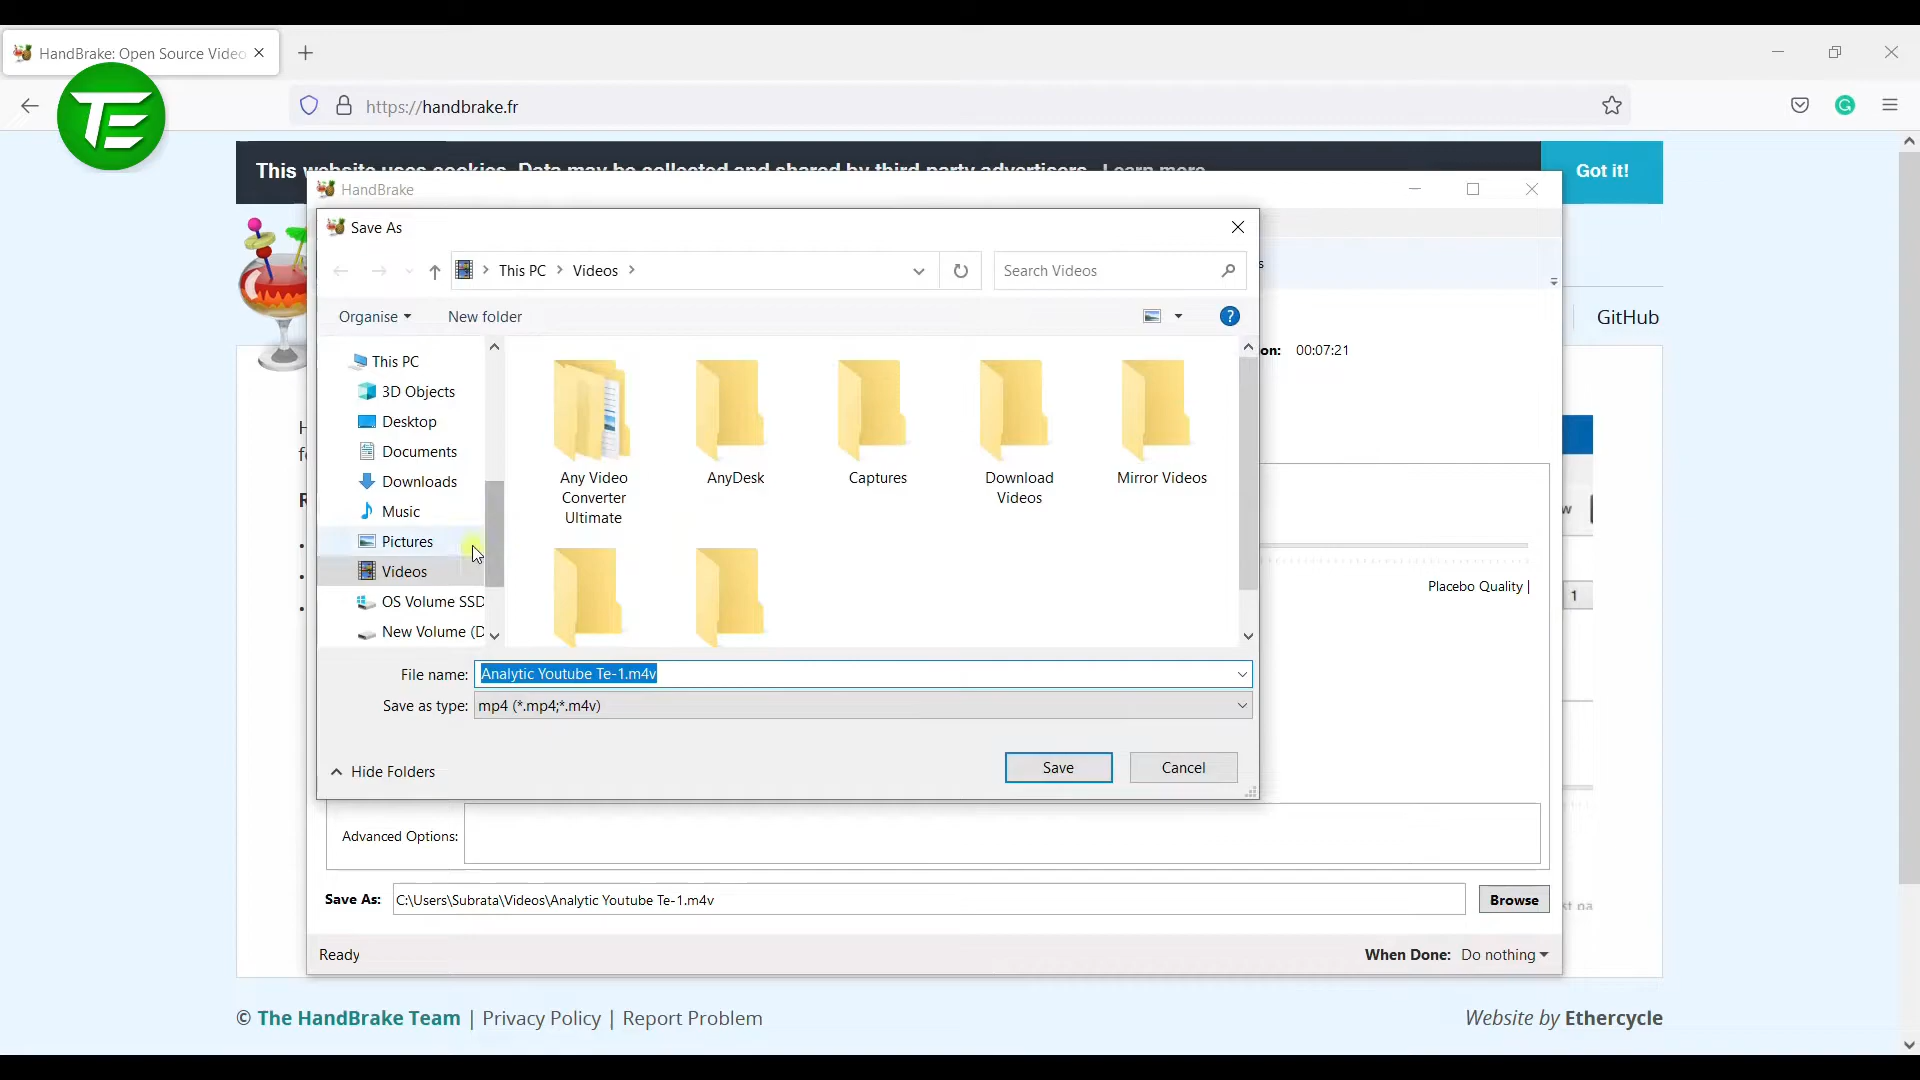 HandBrake: Open Source Video
TE
https://handbrake.fr
This website uses cookies. Data may be collected and shared by third party advertisers. Learn more
Got it!
HandBrake
Save As
This PC
Videos
Search Videos
s
Organise
New folder
GitHub
on: 00:07:21
This PC
3D Objects
Desktop
Documents
Downloads
Music
Pictures
Videos
OS Volume SSD
New Volume (D
Any Video
Converter
Ultimate
AnyDesk
Captures
Download
Videos
Mirror Videos
w
Placebo Quality |
1
File name: Analytic Youtube Te-1.m4v
Save as type: mp4 (*.mp4;*.m4v)
Hide Folders
Save
Cancel
Advanced Options:
Save As: C:\Users\Subrata\Videos\Analytic Youtube Te-1.m4v
Browse
Ready
When Done: Do nothing
© The HandBrake Team | Privacy Policy | Report Problem
Website by Ethercycle